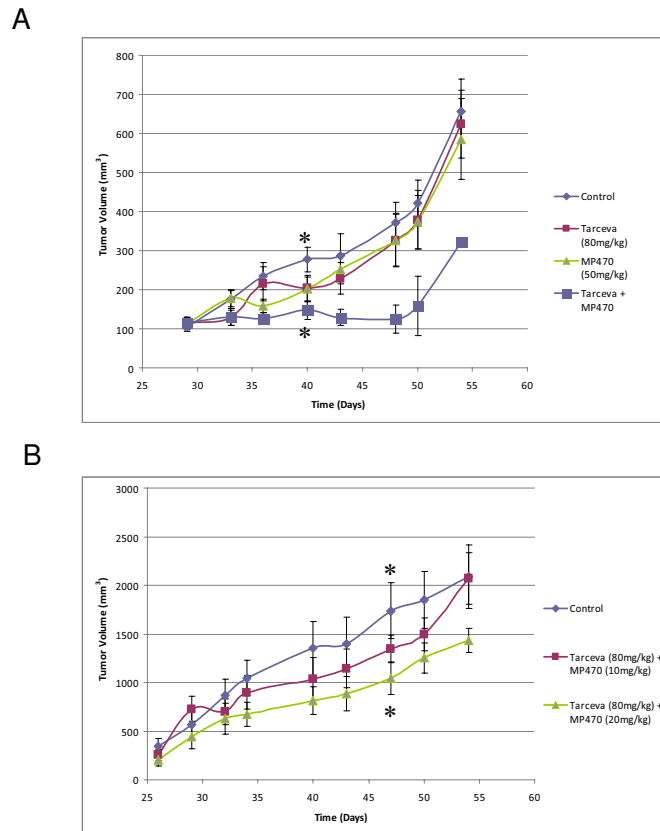 A
800
700
600
500
400
300
200
100
0
Tumor Volume (mm³)
*
*
25 30 35 40 45 50 55 60
Time (Days)
Control
Tarceva
(80mg/kg)
MP470
(50mg/kg)
Tarceva +
MP470
B
3000
2500
2000
1500
1000
500
0
Tumor Volume (mm³)
*
*
25 30 35 40 45 50 55 60
Time (Days)
Control
Tarceva (80mg/kg) +
MP470 (10mg/kg)
Tarceva (80mg/kg) +
MP470 (20mg/kg)